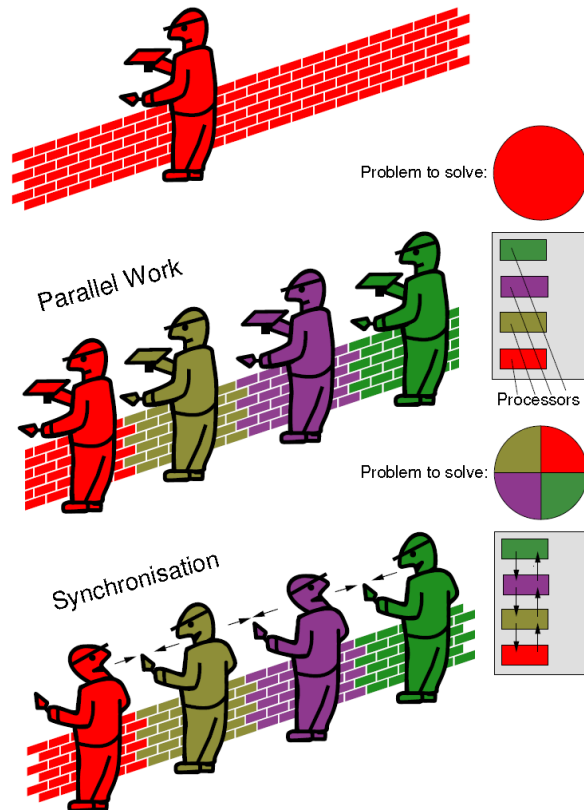 Problem to solve:
Parallel Work
Processors
Problem to solve:
Synchronisation